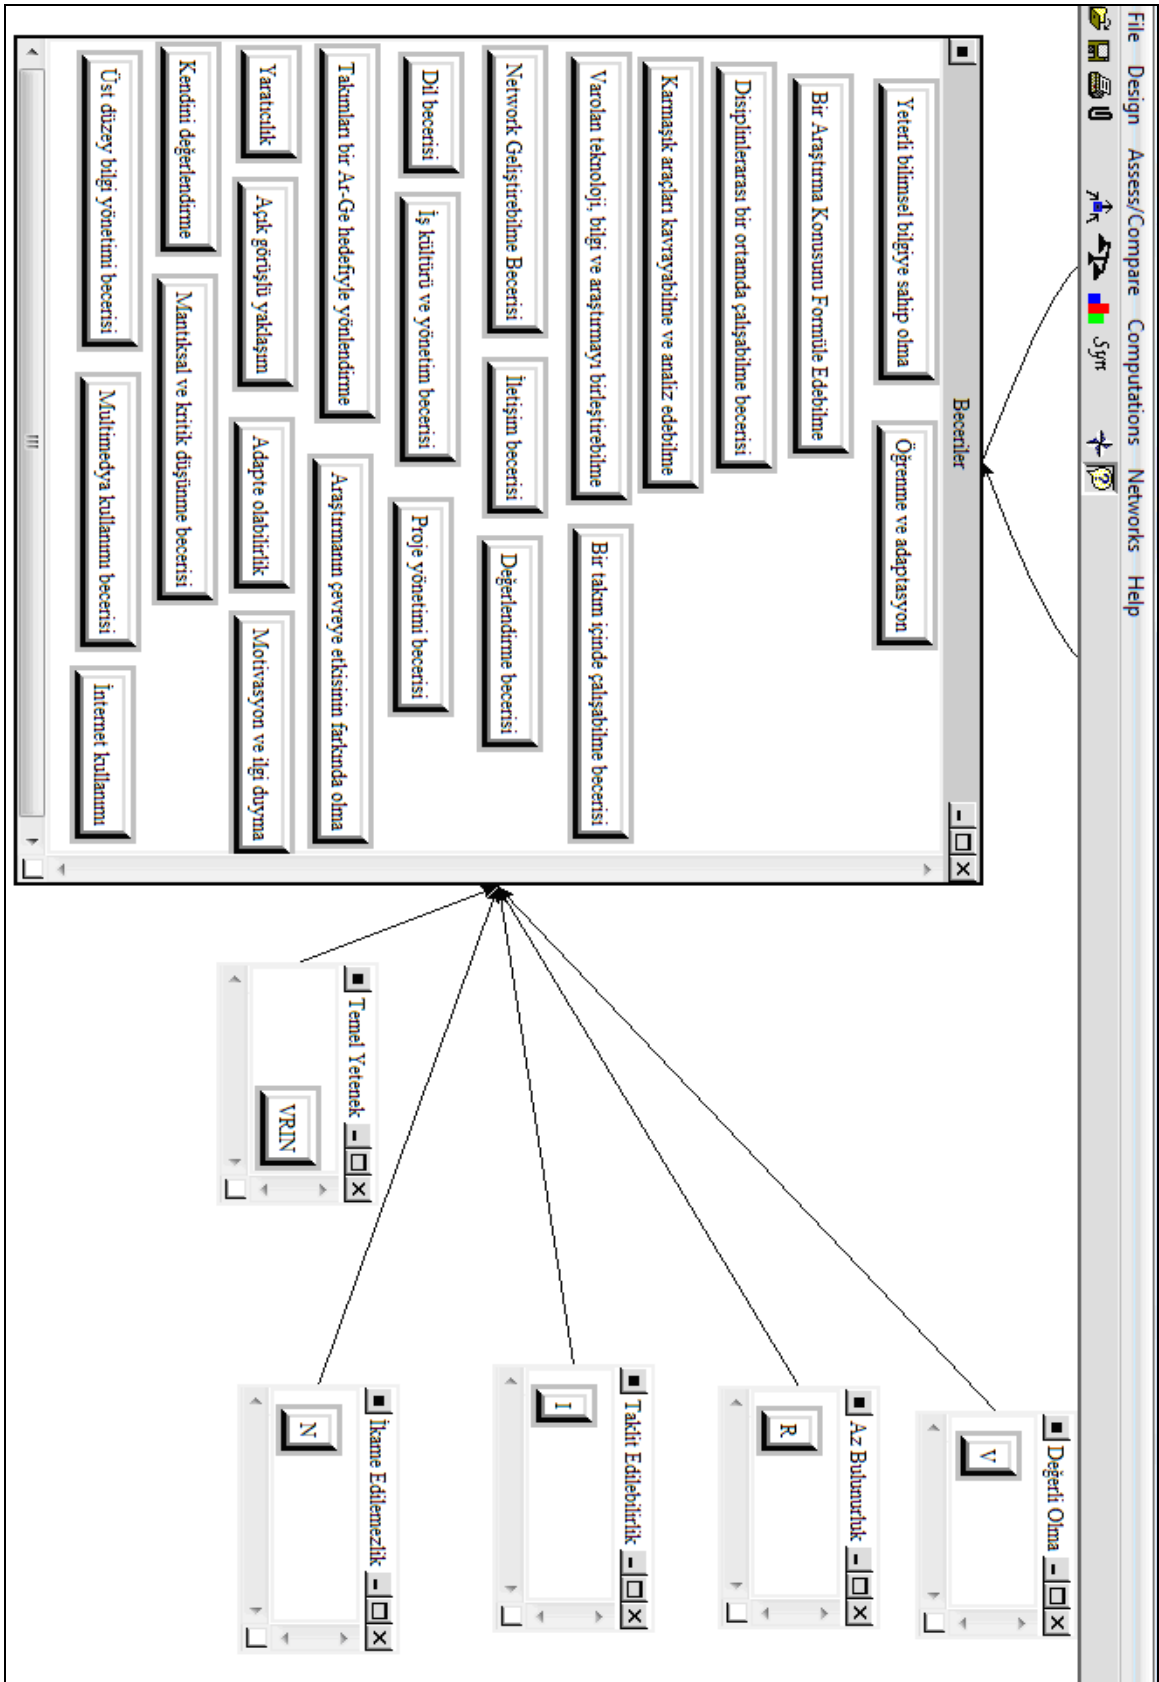 File Design Assess/Compare Computations Networks Help
Syn
Beceriler
Yeterli bilimsel bilgiye sahip olma
Öğrenme ve adaptasyon
Bir Araştırma Konusunu Formüle Edebilme
Disiplinlerarası bir ortamda çalışabilme becerisi
Karmaşık araçları kavrayabilme ve analiz edebilme
Varolan teknoloji, bilgi ve araştırmayı birleştirebilme
Bir takım içinde çalışabilme becerisi
Network Geliştirebilme Becerisi
İletişim becerisi
Değerlendirme becerisi
Dil becerisi
İş kültürü ve yönetim becerisi
Proje yönetimi becerisi
Takımları bir Ar-Ge hedefiyle yönlendirme
Araştırmanın çevreye etkisinin farkında olma
Yaratıcılık
Açık görüşlü yaklaşım
Adapte olabilirlik
Motivasyon ve ilgi duyma
Kendini değerlendirme
Mantıksal ve kritik düşünme becerisi
Üst düzey bilgi yönetimi becerisi
Multimedya kullanımı becerisi
İnternet kullanımı
Temel Yetenek
VRIN
Değerli Olma
V
Az Bulunurluk
R
Taklit Edilebilirlik
I
İkame Edilemezlik
N